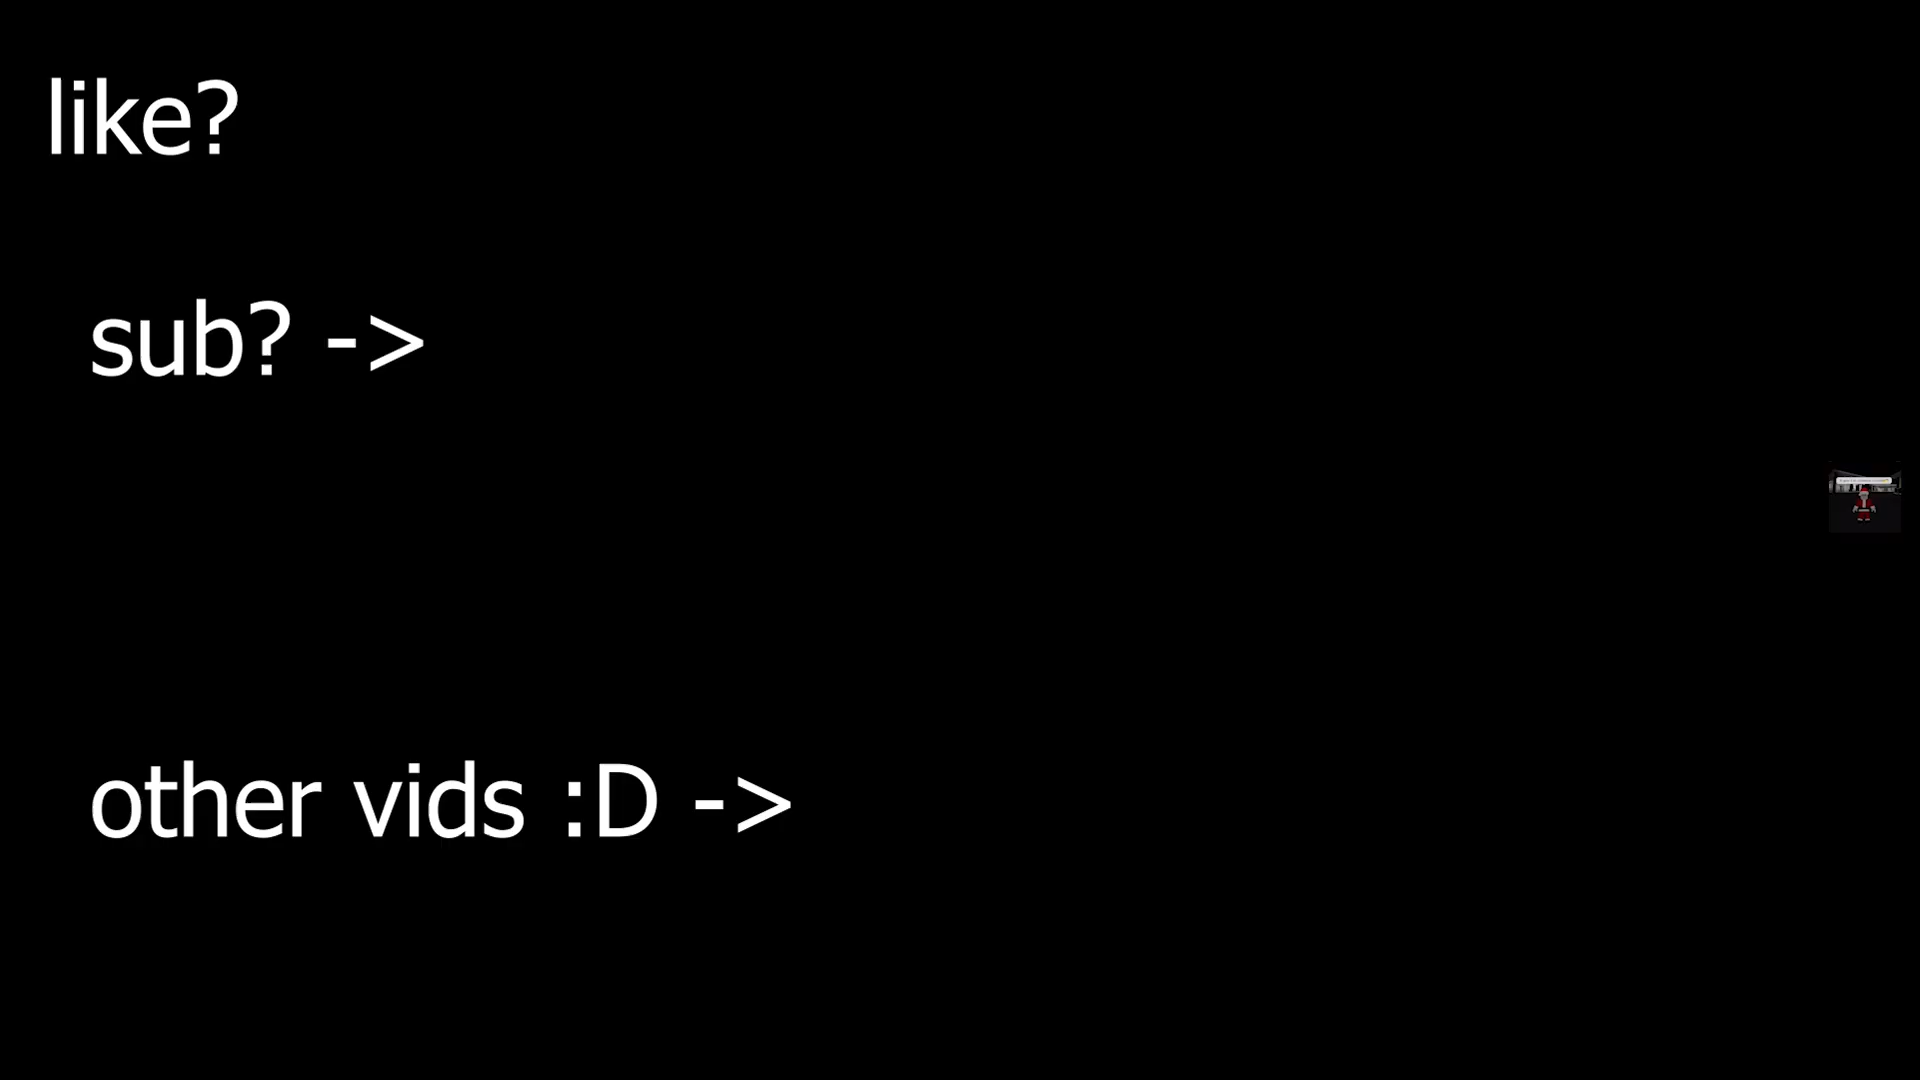 like?
sub? ->
other vids :D ->